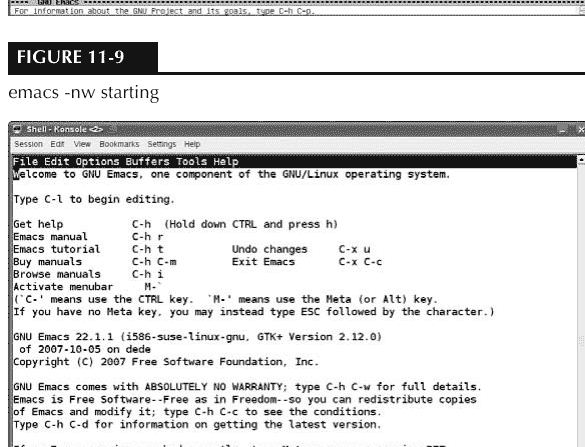 GNU Emacs
For information about the GNU Project and its goals, type C-h C-p.
FIGURE 11-9
emacs -nw starting
Shell - Konsole <2>
Session Edit View Bookmarks Settings Help
File Edit Options Buffers Tools Help
Welcome to GNU Emacs, one component of the GNU/Linux operating system.
Type C-l to begin editing.
Get help C-h (Hold down CTRL and press h)
Emacs manual C-h r
Emacs tutorial C-h t Undo changes C-x u
Buy manuals C-h C-m Exit Emacs C-x C-c
Browse manuals C-h i
Activate menubar M-`
(`C-' means use the CTRL key. `M-' means use the Meta (or Alt) key.
If you have no Meta key, you may instead type ESC followed by the character.)
GNU Emacs 22.1.1 (i586-suse-linux-gnu, GTK+ Version 2.12.0)
of 2007-10-05 on dede
Copyright (C) 2007 Free Software Foundation, Inc.
GNU Emacs comes with ABSOLUTELY NO WARRANTY; type C-h C-w for full details.
Emacs is Free Software--Free as in Freedom--so you can redistribute copies
of Emacs and modify it; type C-h C-c to see the conditions.
Type C-h C-d for information on getting the latest version.